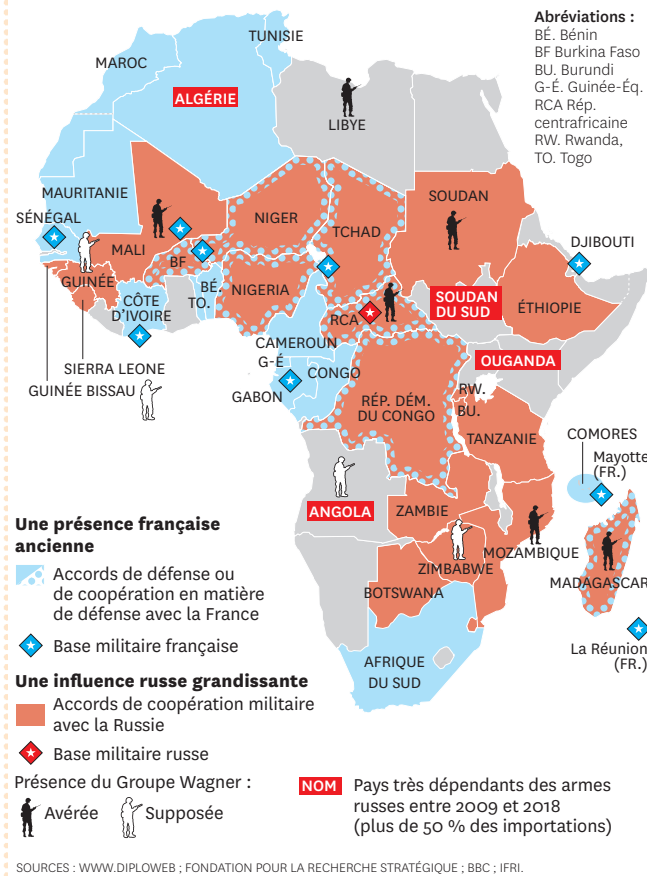 Abréviations :
BÉ. Bénin
BF Burkina Faso
BU. Burundi
G-É. Guinée-Éq.
RCA Rép.
centrafricaine
RW. Rwanda,
TO. Togo
TUNISIE
MAROC
ALGÉRIE
LIBYE
MAURITANIE
SÉNÉGAL
MALI
NIGER
TCHAD
SOUDAN
DJIBOUTI
BF
GUINÉE
CÔTE
D'IVOIRE
BÉ.
TO.
NIGERIA
RCA
SOUDAN
DU SUD
ÉTHIOPIE
CAMEROUN
G-É
GABON
CONGO
OUGANDA
SIERRA LEONE
GUINÉE BISSAU
RÉP. DÉM.
DU CONGO
RW.
BU.
TANZANIE
COMORES
Mayotte
(FR.)
ANGOLA
ZAMBIE
MOZAMBIQUE
ZIMBABWE
BOTSWANA
MADAGASCAR
AFRIQUE
DU SUD
La Réunion
(FR.)
Une présence française
ancienne
Accords de défense ou
de coopération en matière
de défense avec la France
Base militaire française
Une influence russe grandissante
Accords de coopération militaire
avec la Russie
Base militaire russe
Présence du Groupe Wagner :
Avérée
Supposée
NOM Pays très dépendants des armes
russes entre 2009 et 2018
(plus de 50 % des importations)
SOURCES : WWW.DIPLOWEB ; FONDATION POUR LA RECHERCHE STRATÉGIQUE ; BBC ; IFRI.